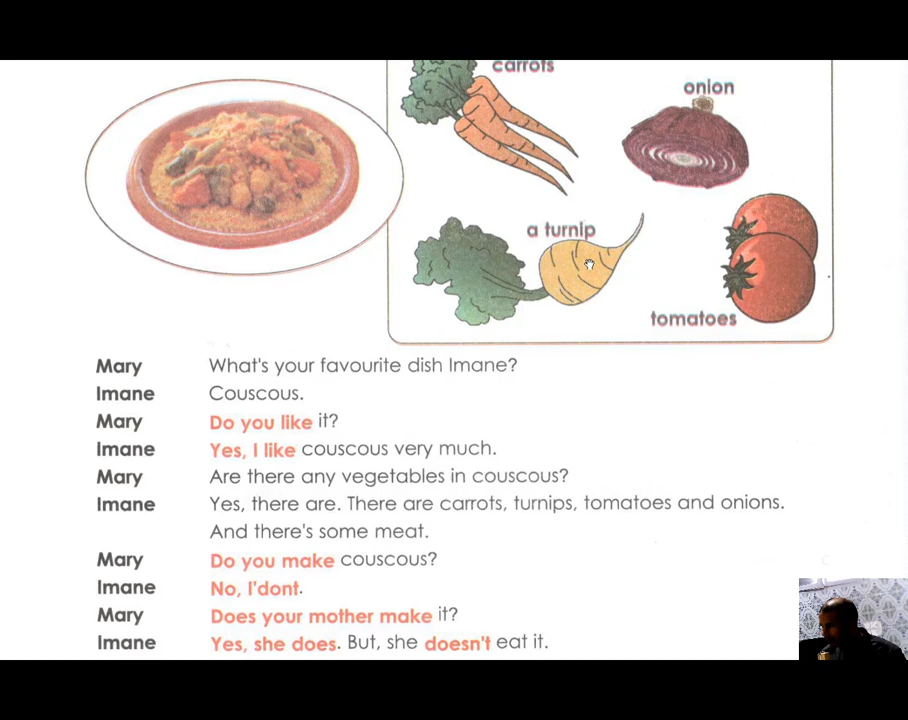 carrots
onion
a turnip
tomatoes
Mary What's your favourite dish Imane?
Imane Couscous.
Mary Do you like it?
Imane Yes, I like couscous very much.
Mary Are there any vegetables in couscous?
Imane Yes, there are. There are carrots, turnips, tomatoes and onions.
And there's some meat.
Mary Do you make couscous?
Imane No, I'dont.
Mary Does your mother make it?
Imane Yes, she does. But, she doesn't eat it.